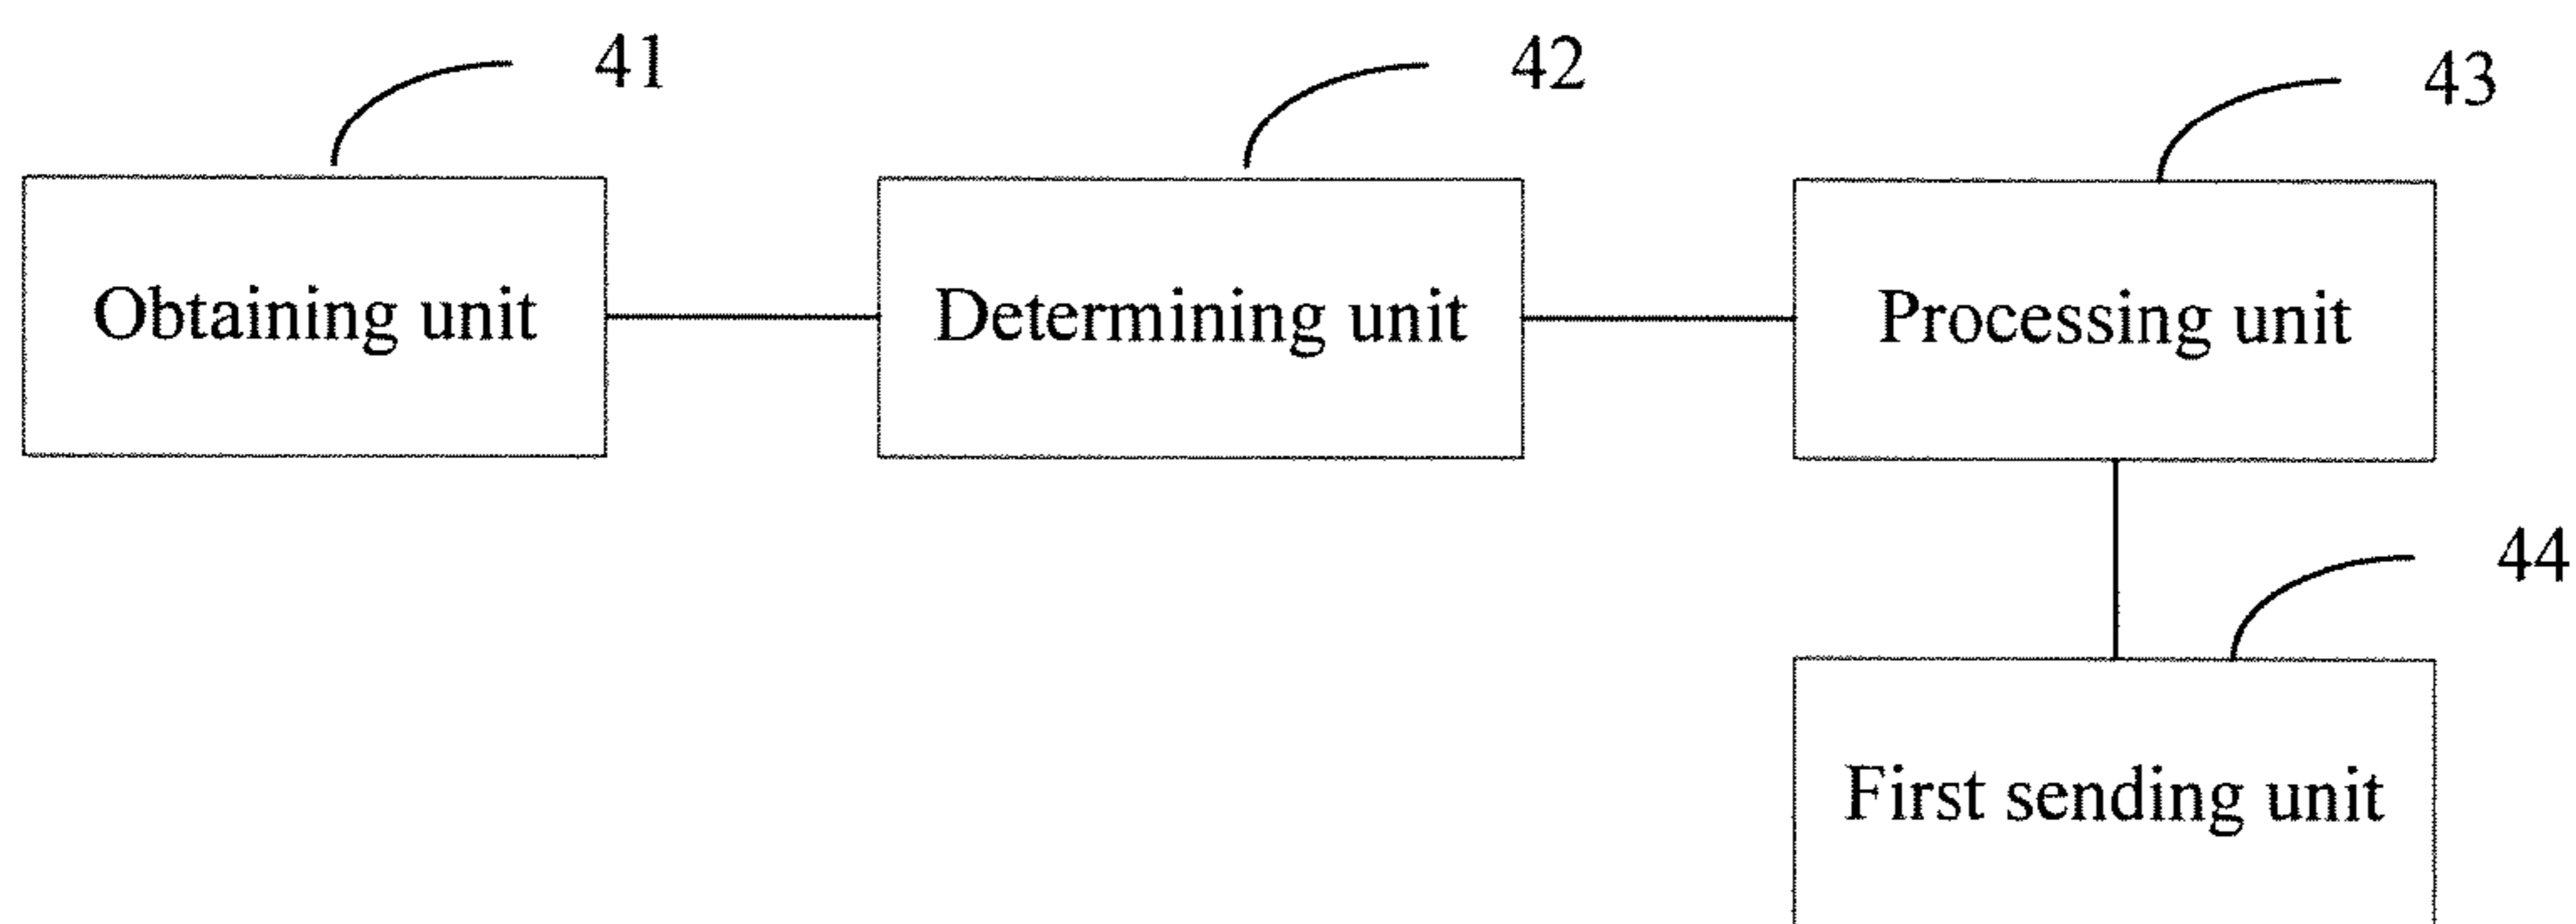 41
42
43
Obtaining unit
Determining unit
Processing unit
44
First sending unit